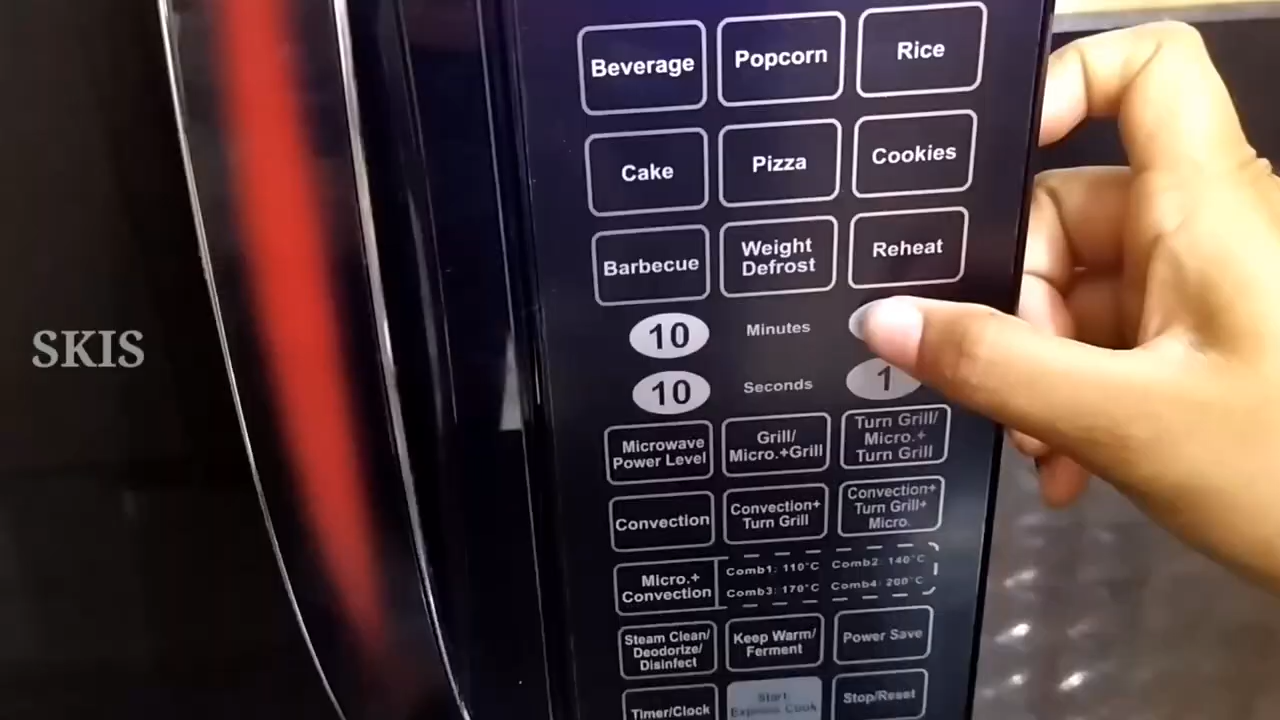 Beverage
Popcorn
Rice
Cake
Pizza
Cookies
Barbecue
Weight
Defrost
Reheat
10 Minutes
10 Seconds 1
Microwave
Power Level
Grill/
Micro.+Grill
Turn Grill/
Micro.+
Turn Grill
Convection
Convection+
Turn Grill
Convection+
Turn Grill+
Micro.
Micro.+
Convection
Comb1: 110°C Comb2: 140°C
Comb3: 170°C Comb4: 200°C
Steam Clean/
Deodorize/
Disinfect
Keep Warm/
Ferment
Power Save
Timer/Clock
Start
Express Cook
Stop/Reset
SKIS